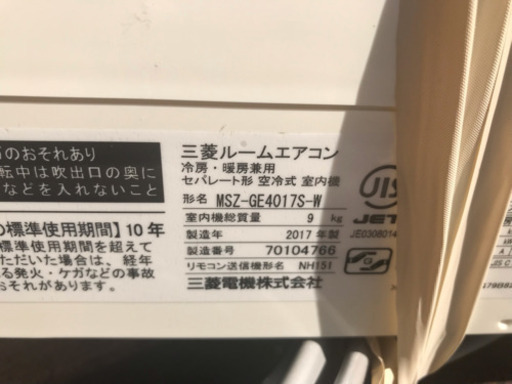 のおそれあり
転中は吹出口の奥に
などを入れないこと
の標準使用期間】10年
用期間を超えて
ただいた場合は、経年
る発火・ケガなどの事故
おそれがあります。
三菱ルームエアコン
冷房・暖房兼用
セパレート形 空冷式 室内機
形名 MSZ-GE4017S-W
室内機総質量 9 kg
製造年 2017 年製
製造番号 70104766
リモコン送信機形名 NH151
三菱電機株式会社
JIS
JET
JE0308014